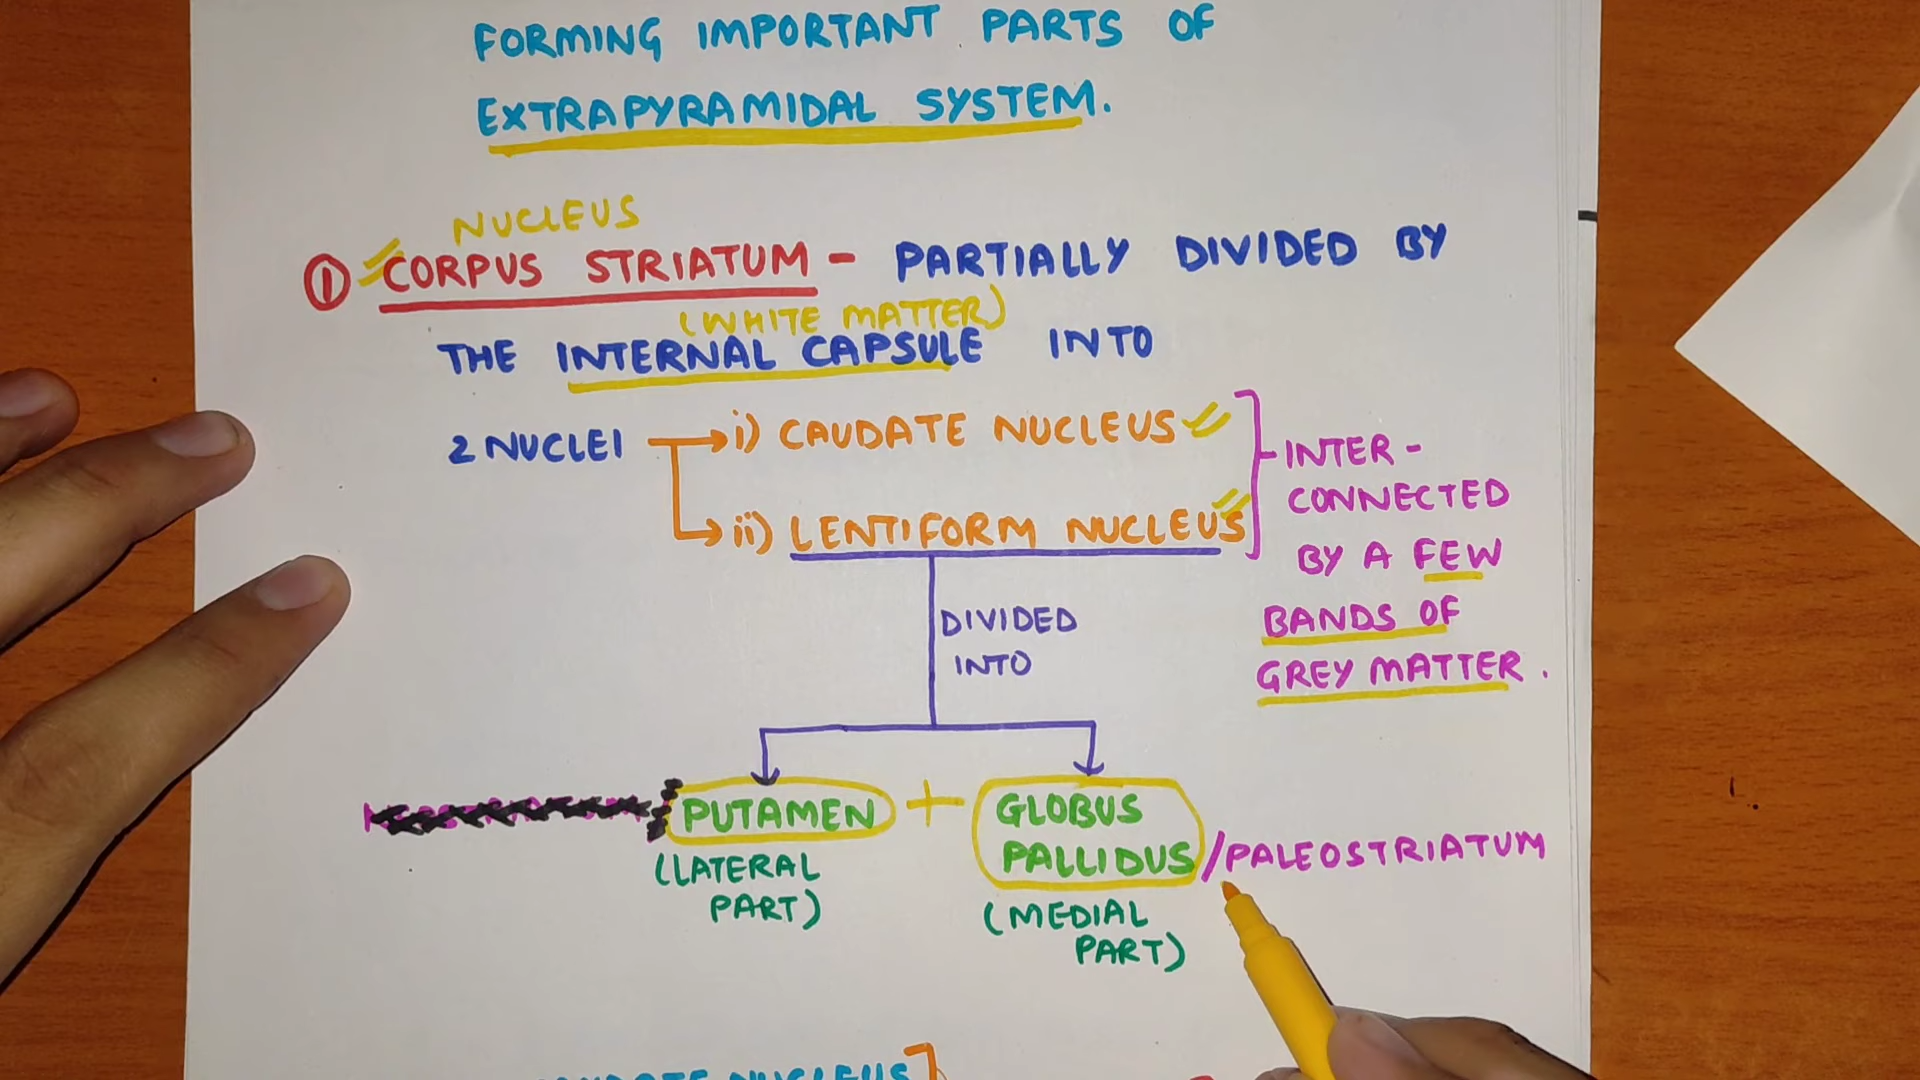 FORMING IMPORTANT PARTS OF
EXTRAPYRAMIDAL SYSTEM.
NUCLEUS
① CORPUS STRIATUM - PARTIALLY DIVIDED BY
(WHITE MATTER)
THE INTERNAL CAPSULE INTO
2 NUCLEI
i) CAUDATE NUCLEUS
ii) LENTIFORM NUCLEUS
INTER-
CONNECTED
BY A FEW
BANDS OF
GREY MATTER.
DIVIDED
INTO
PUTAMEN +
(LATERAL
PART)
GLOBUS
PALLIDUS /PALEOSTRIATUM
(MEDIAL
PART)
NUCLEUS